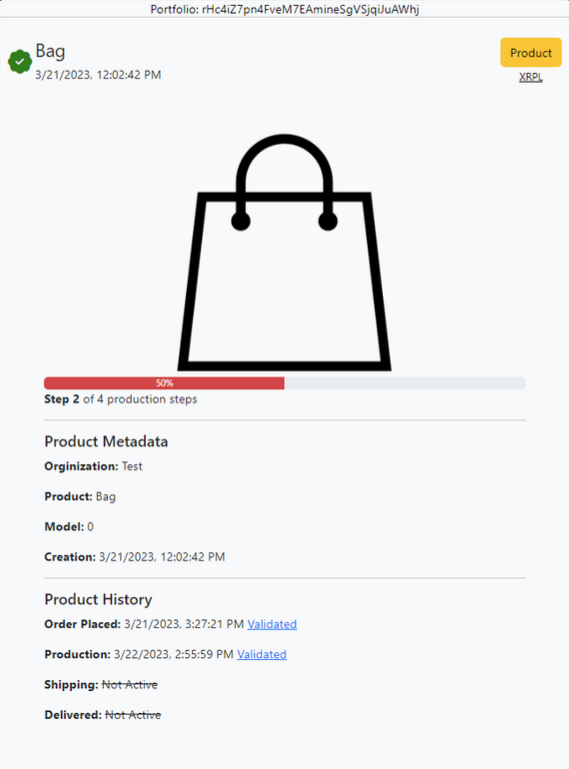 Portfolio: rHc4iZ7pn4FveM7EAmineSgVSjqiJuAWhj
Bag
3/21/2023, 12:02:42 PM
Product
XRPL
50%
Step 2 of 4 production steps
Product Metadata
Orginization: Test
Product: Bag
Model: 0
Creation: 3/21/2023, 12:02:42 PM
Product History
Order Placed: 3/21/2023, 3:27:21 PM Validated
Production: 3/22/2023, 2:55:59 PM Validated
Shipping: Not Active
Delivered: Not Active